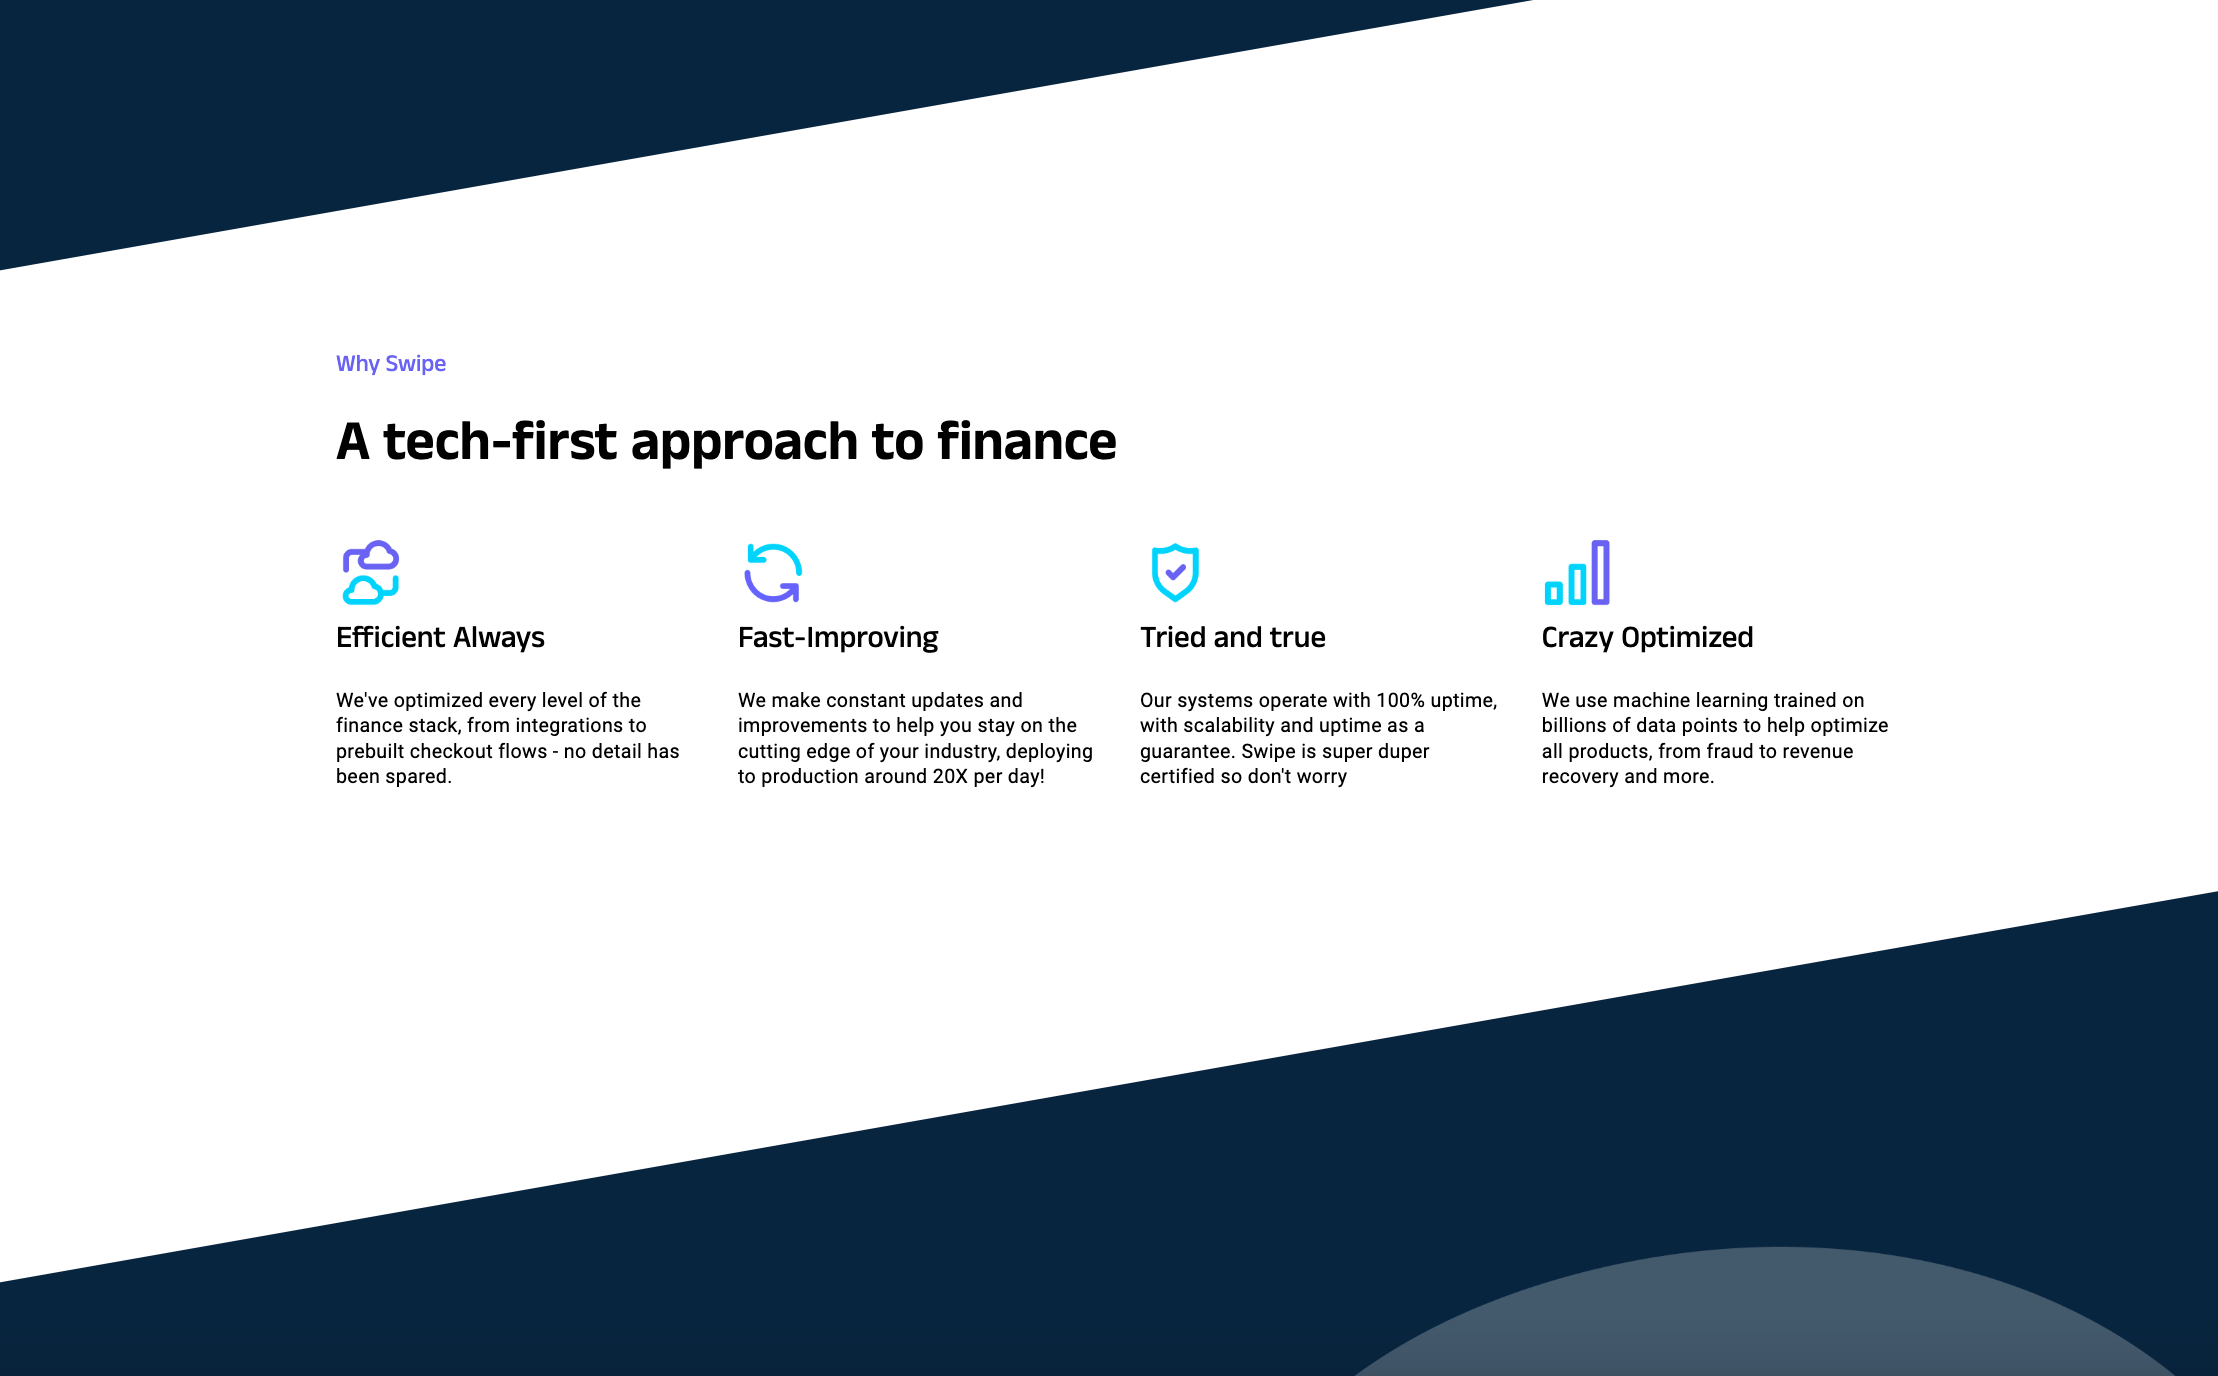 Why Swipe
A tech-first approach to finance
Efficient Always
We've optimized every level of the
finance stack, from integrations to
prebuilt checkout flows - no detail has
been spared.
Fast-Improving
We make constant updates and
improvements to help you stay on the
cutting edge of your industry, deploying
to production around 20X per day!
Tried and true
Our systems operate with 100% uptime,
with scalability and uptime as a
guarantee. Swipe is super duper
certified so don't worry
Crazy Optimized
We use machine learning trained on
billions of data points to help optimize
all products, from fraud to revenue
recovery and more.